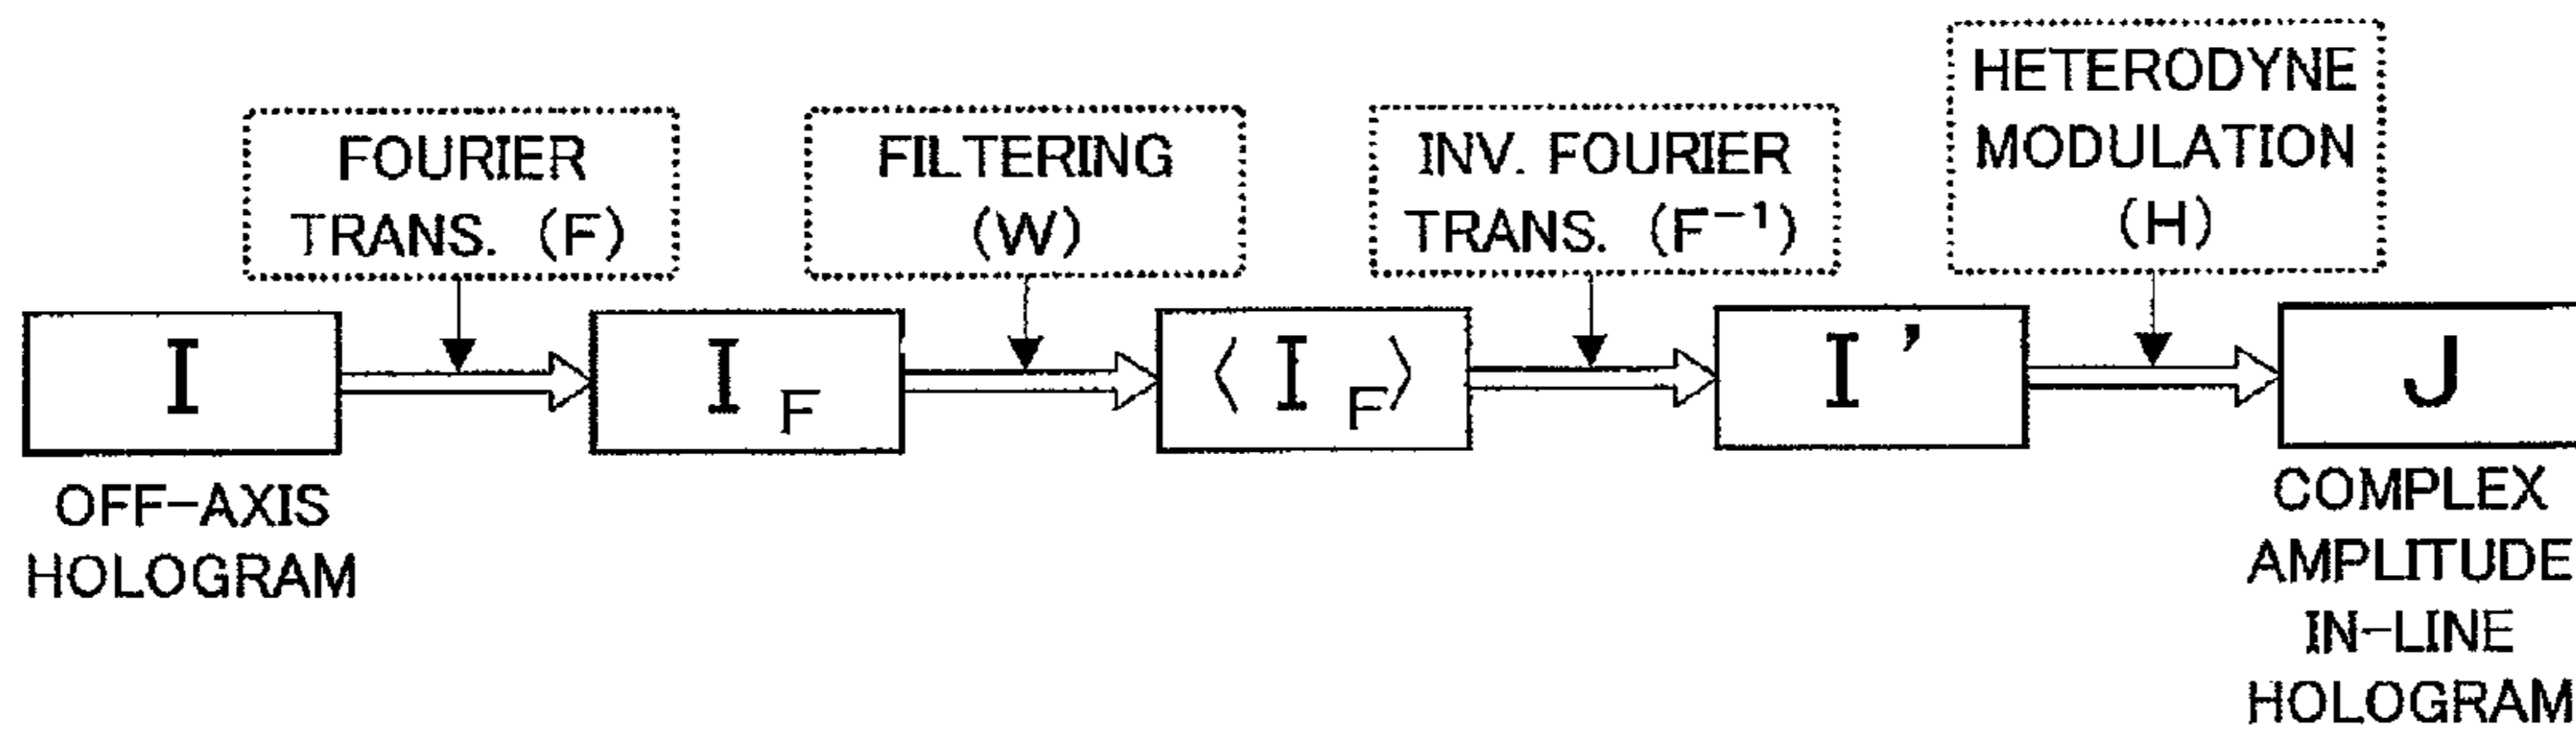 FOURIER
TRANS. (F)
FILTERING
(W)
INV. FOURIER
TRANS. (F⁻¹)
HETERODYNE
MODULATION
(H)
I
I F
⟨I F⟩
I'
J
OFF-AXIS
HOLOGRAM
COMPLEX
AMPLITUDE
IN-LINE
HOLOGRAM